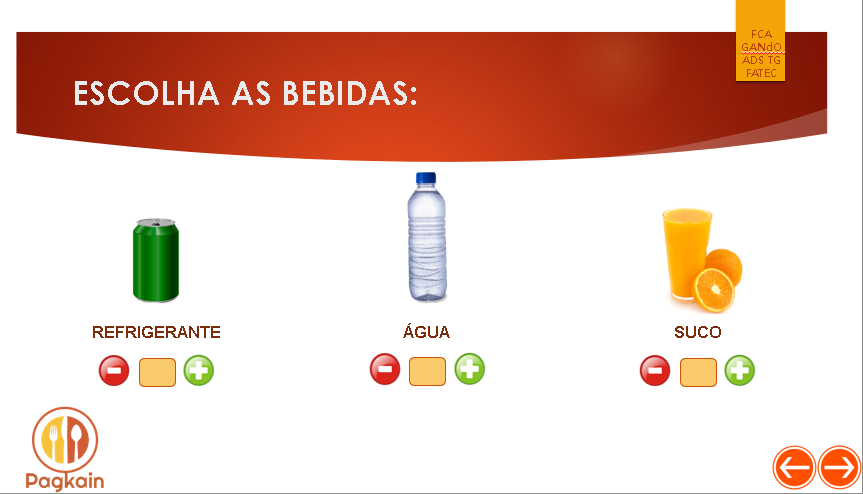 FCA
GANdO
ADS TG
FATEC
ESCOLHA AS BEBIDAS:
REFRIGERANTE
ÁGUA
SUCO
Pagkain